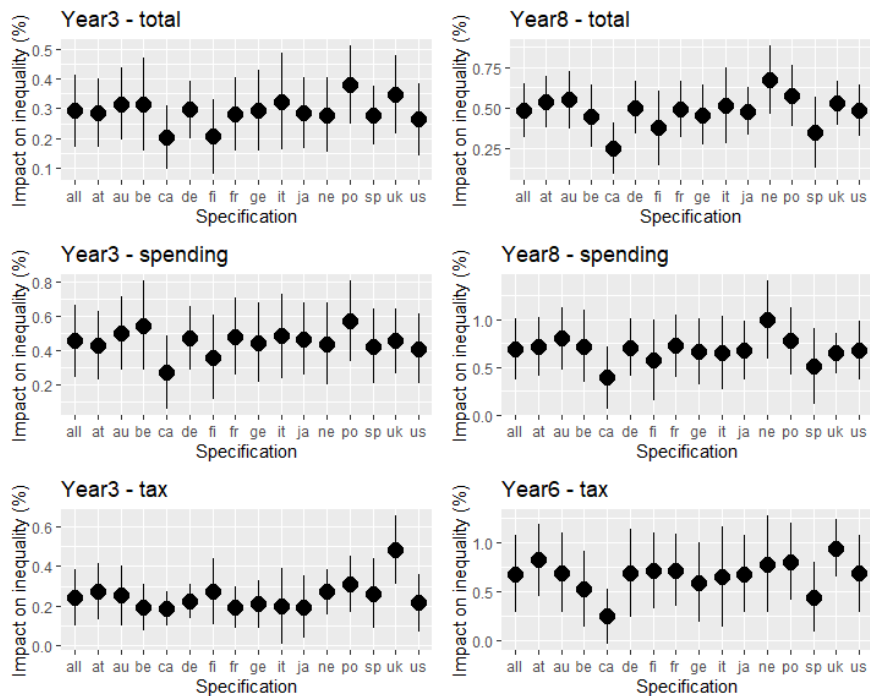 Year3 - total
Impact on inequality (%)
0.5
0.4
0.3
0.2
0.1
all at au be ca de fi fr ge it ja ne po sp uk us
Specification
Year8 - total
Impact on inequality (%)
0.75
0.50
0.25
all at au be ca de fi fr ge it ja ne po sp uk us
Specification
Year3 - spending
Impact on inequality (%)
0.8
0.6
0.4
0.2
all at au be ca de fi fr ge it ja ne po sp uk us
Specification
Year8 - spending
Impact on inequality (%)
1.0
0.5
0.0
all at au be ca de fi fr ge it ja ne po sp uk us
Specification
Year3 - tax
Impact on inequality (%)
0.6
0.4
0.2
0.0
all at au be ca de fi fr ge it ja ne po sp uk us
Specification
Year6 - tax
Impact on inequality (%)
1.0
0.5
0.0
all at au be ca de fi fr ge it ja ne po sp uk us
Specification